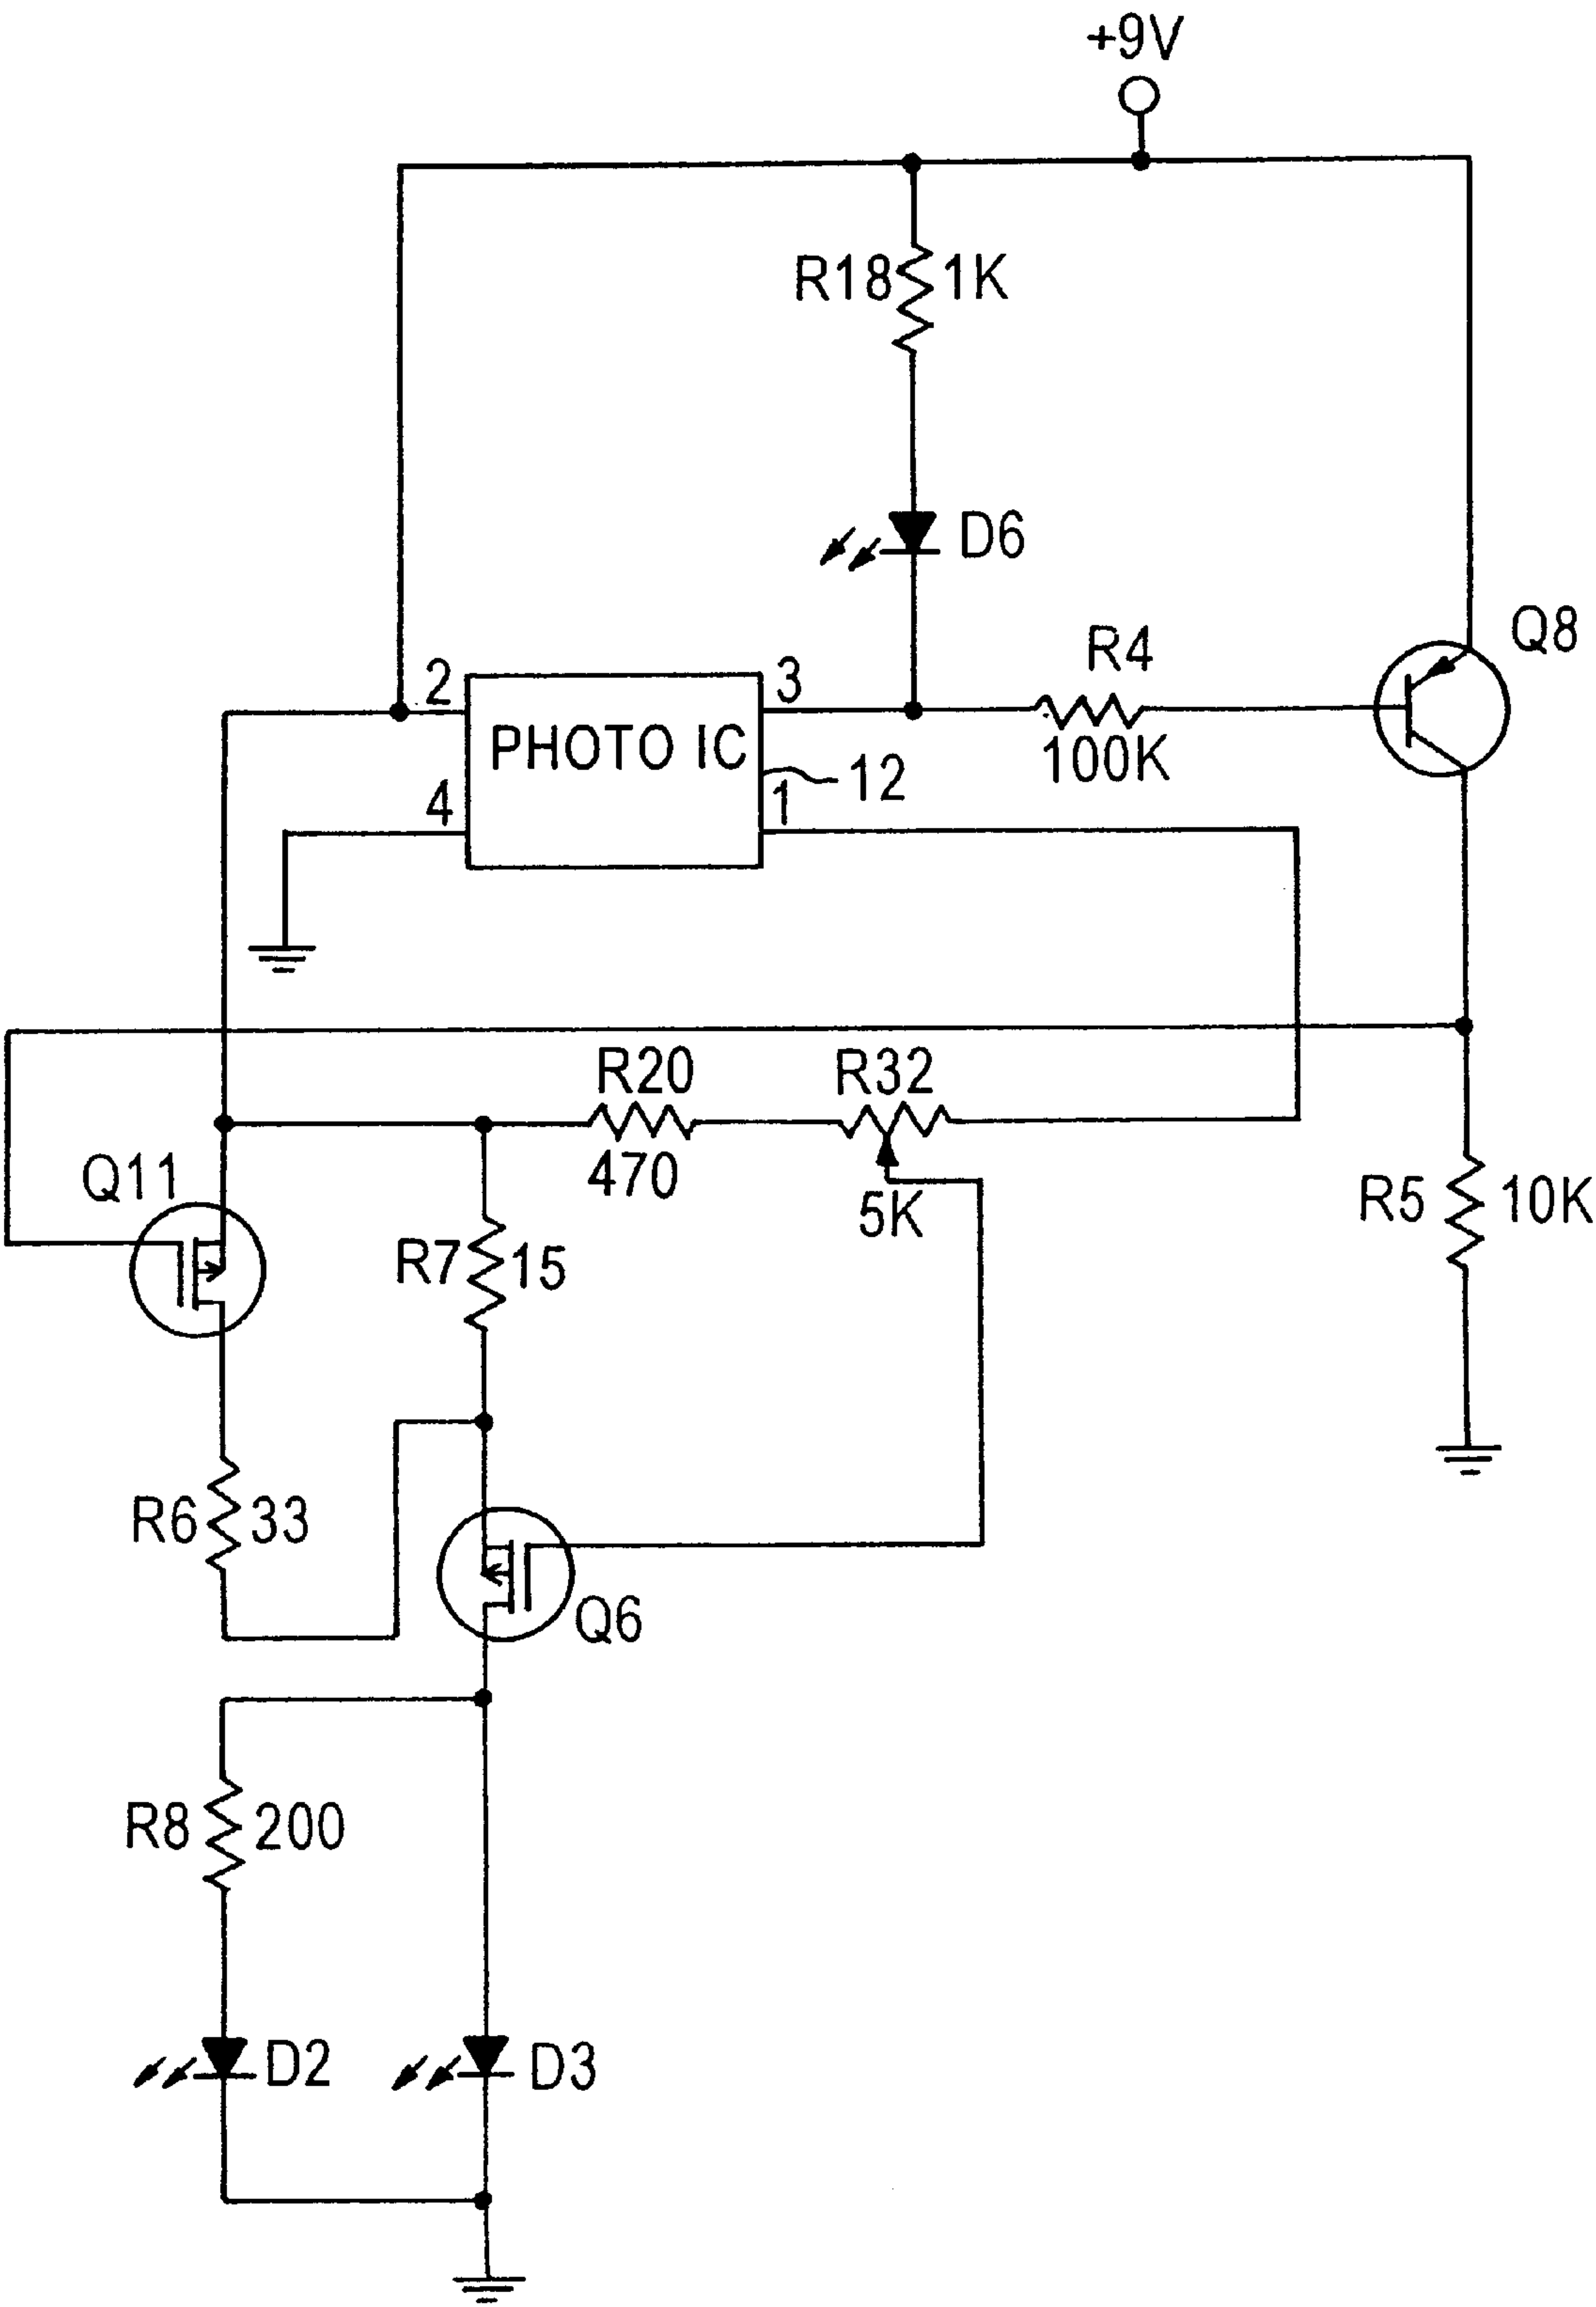 +9V
R18 1K
D6
Q8
R4
100K
2
3
PHOTO IC
12
4
1
R20
470
R32
5K
Q11
R7 15
R5 10K
R6 33
Q6
R8 200
D2
D3